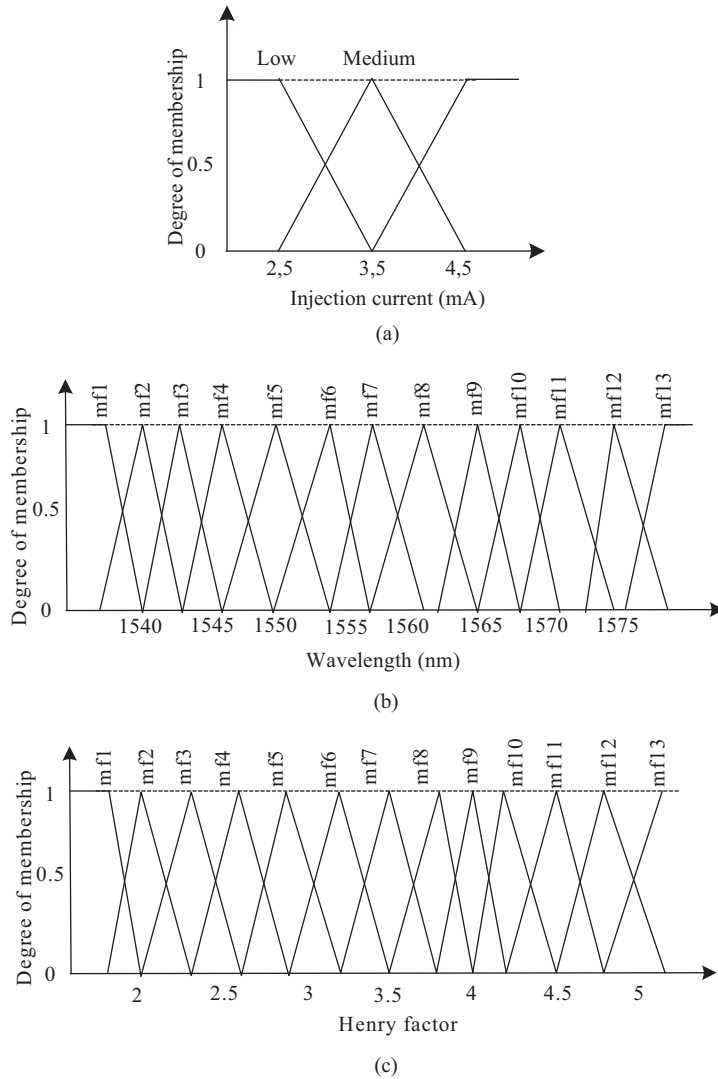 Low Medium
Degree of membership
1
0.5
0
2,5 3,5 4,5
Injection current (mA)
(a)
mf1 mf2 mf3 mf4 mf5 mf6 mf7 mf8 mf9 mf10 mf11 mf12 mf13
Degree of membership
1
0.5
0
1540 1545 1550 1555 1560 1565 1570 1575
Wavelength (nm)
(b)
mf1 mf2 mf3 mf4 mf5 mf6 mf7 mf8 mf9 mf10 mf11 mf12 mf13
Degree of membership
1
0.5
0
2 2.5 3 3.5 4 4.5 5
Henry factor
(c)